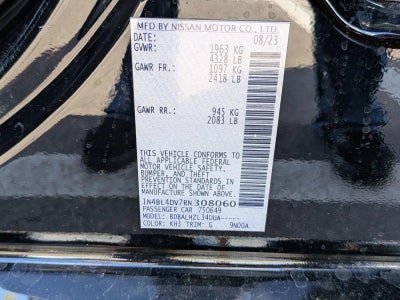 MFD BY NISSAN MOTOR CO., LTD.
DATE: 08/23
GVWR: 1963 KG
4328 LB
GAWR FR: 1097 KG
2418 LB
GAWR RR: 945 KG
2083 LB
THIS VEHICLE CONFORMS TO
ALL APPLICABLE FEDERAL
MOTOR VEHICLE SAFETY,
BUMPER, AND THEFT
PREVENTION STANDARDS IN
EFFECT ON THE DATE OF
MANUFACTURE SHOWN ABOVE.
1N4BL4DV7RN308060
PASSENGER CAR 750649
MODEL: BDBALHZL34DUA-----
COLOR: KH3 TRIM: G 9N00A